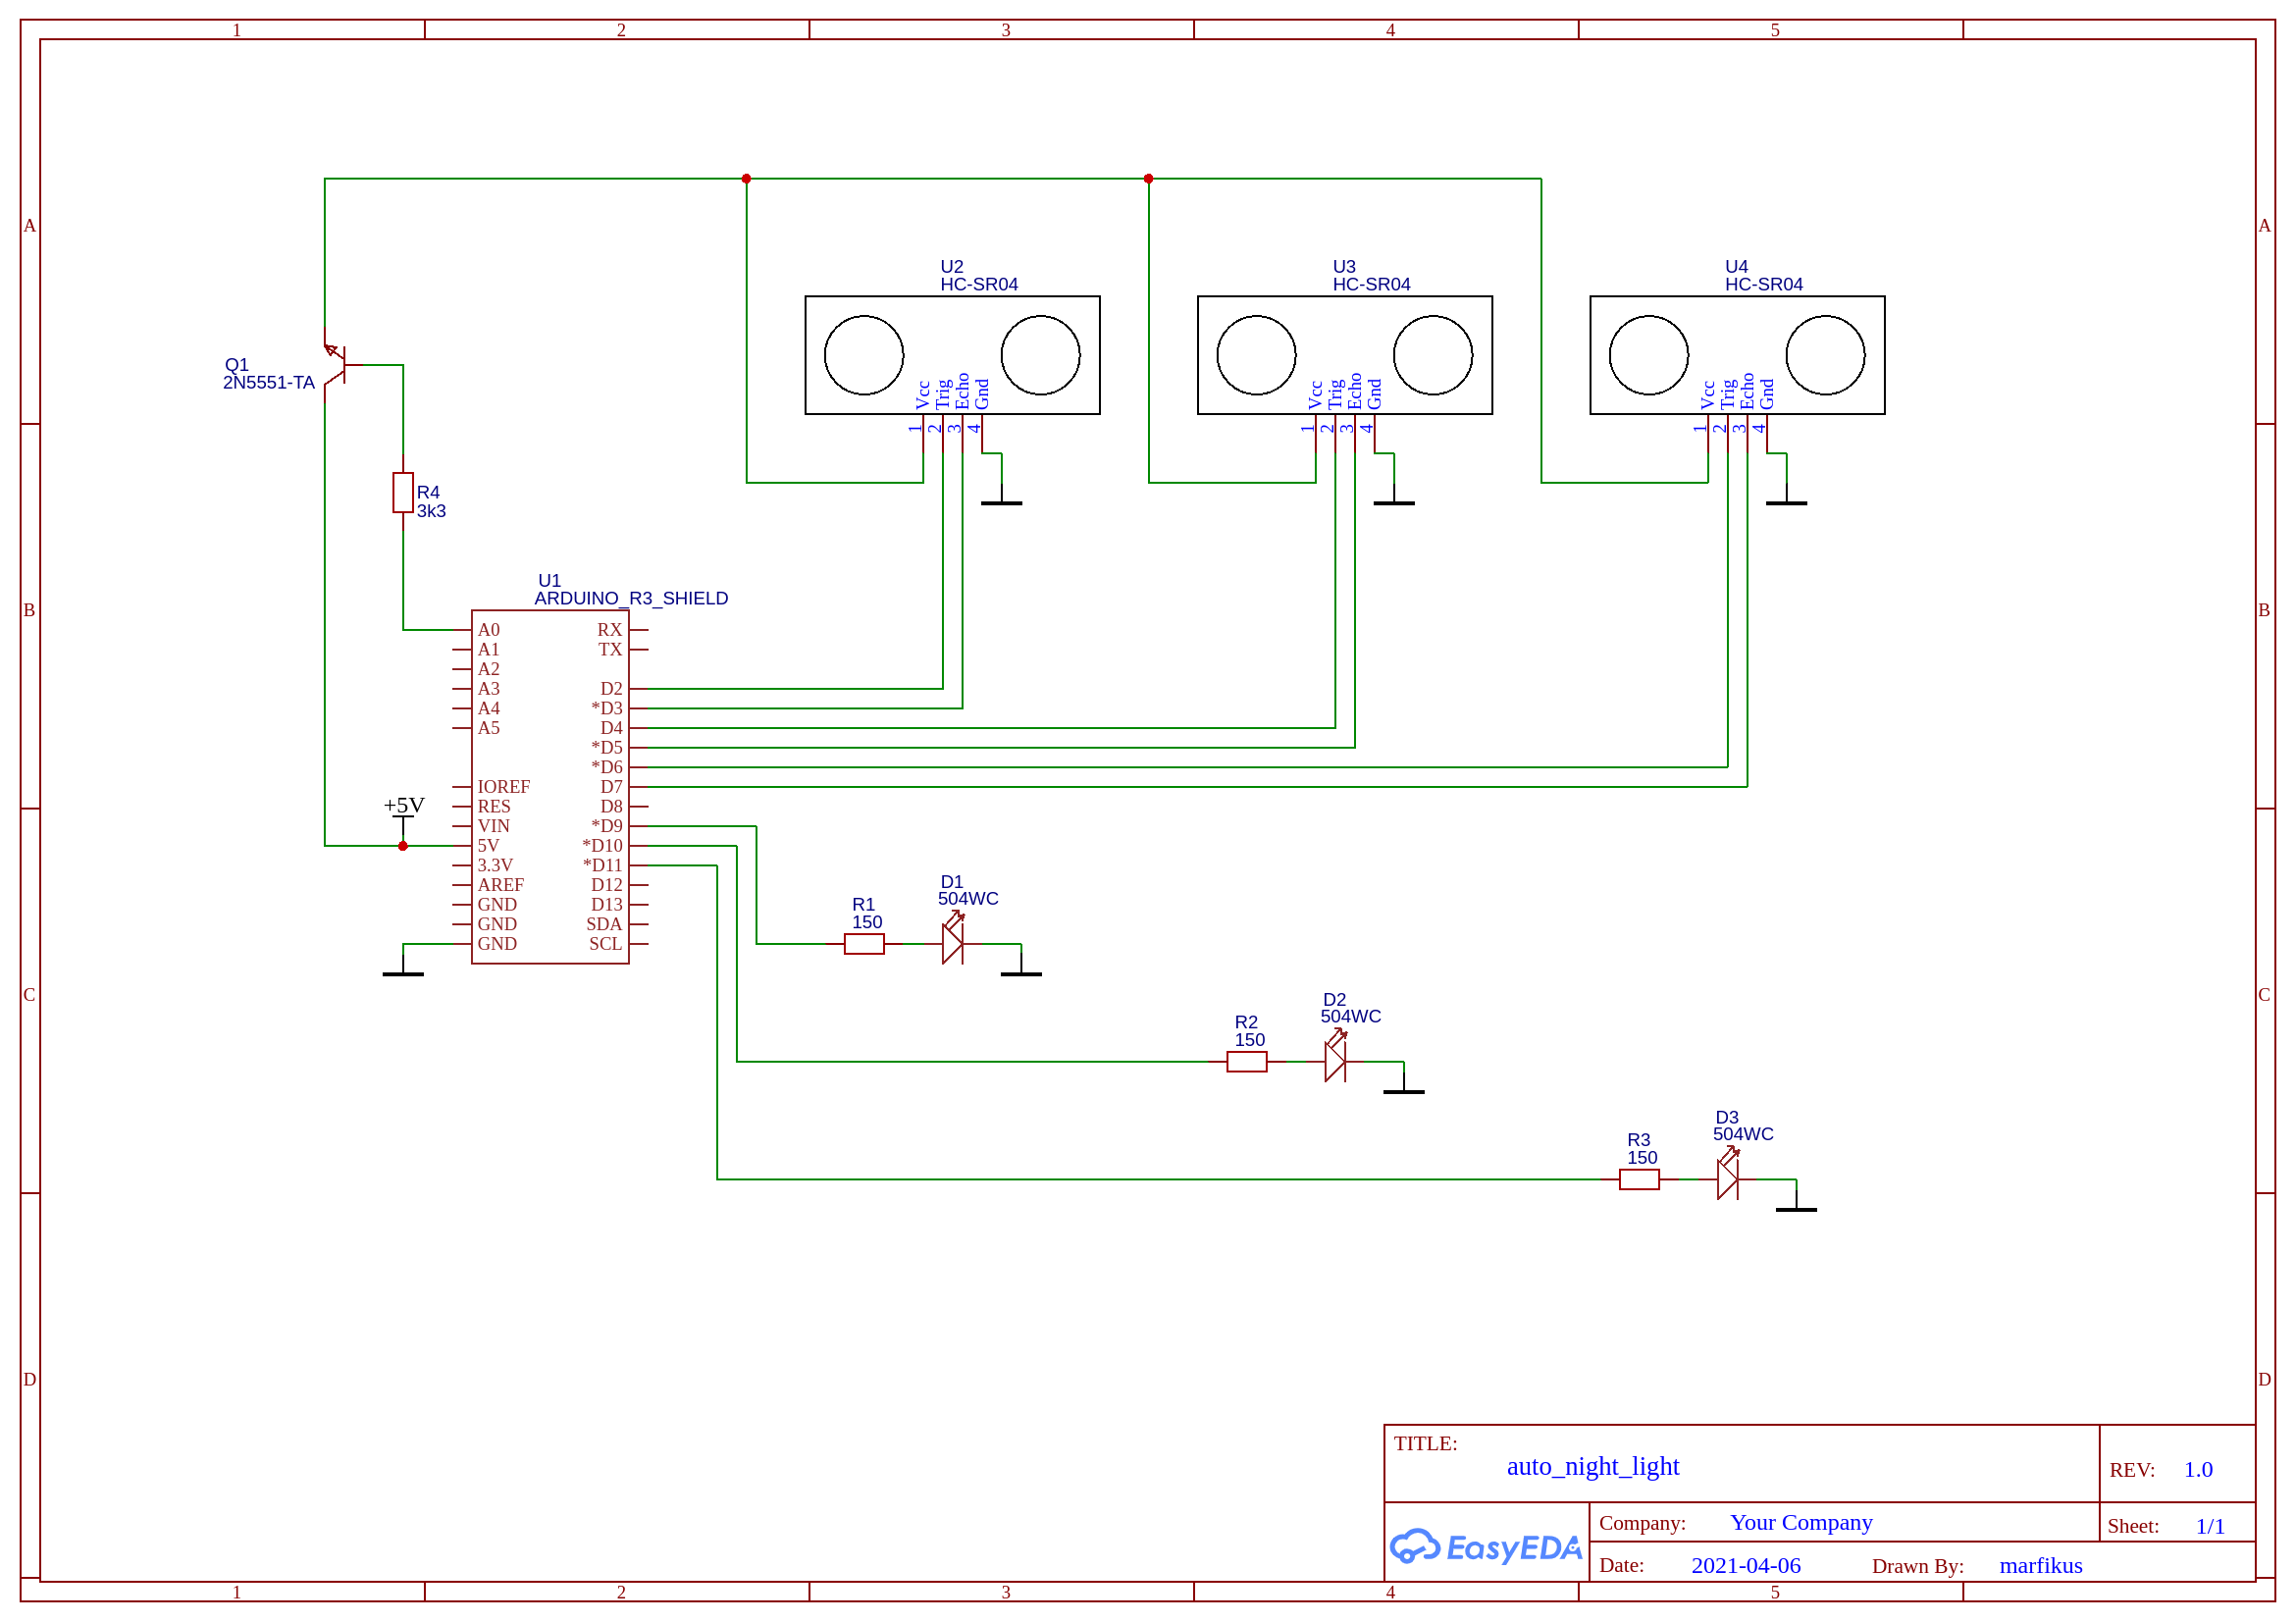 1 2 3 4 5
A A
U2
HC-SR04
Vcc
Trig
Echo
Gnd
1
2
3
4
U3
HC-SR04
Vcc
Trig
Echo
Gnd
1
2
3
4
U4
HC-SR04
Vcc
Trig
Echo
Gnd
1
2
3
4
Q1
2N5551-TA
R4
3k3
B B
U1
ARDUINO_R3_SHIELD
A0 RX
A1 TX
A2
A3 D2
A4 *D3
A5 D4
*D5
*D6
IOREF D7
RES D8
VIN *D9
5V *D10
3.3V *D11
AREF D12
GND D13
GND SDA
GND SCL
+5V
R1
150
D1
504WC
C C
R2
150
D2
504WC
R3
150
D3
504WC
D D
TITLE:
auto_night_light
REV: 1.0
EasyEDA
Company: Your Company
Sheet: 1/1
Date: 2021-04-06 Drawn By: marfikus
1 2 3 4 5